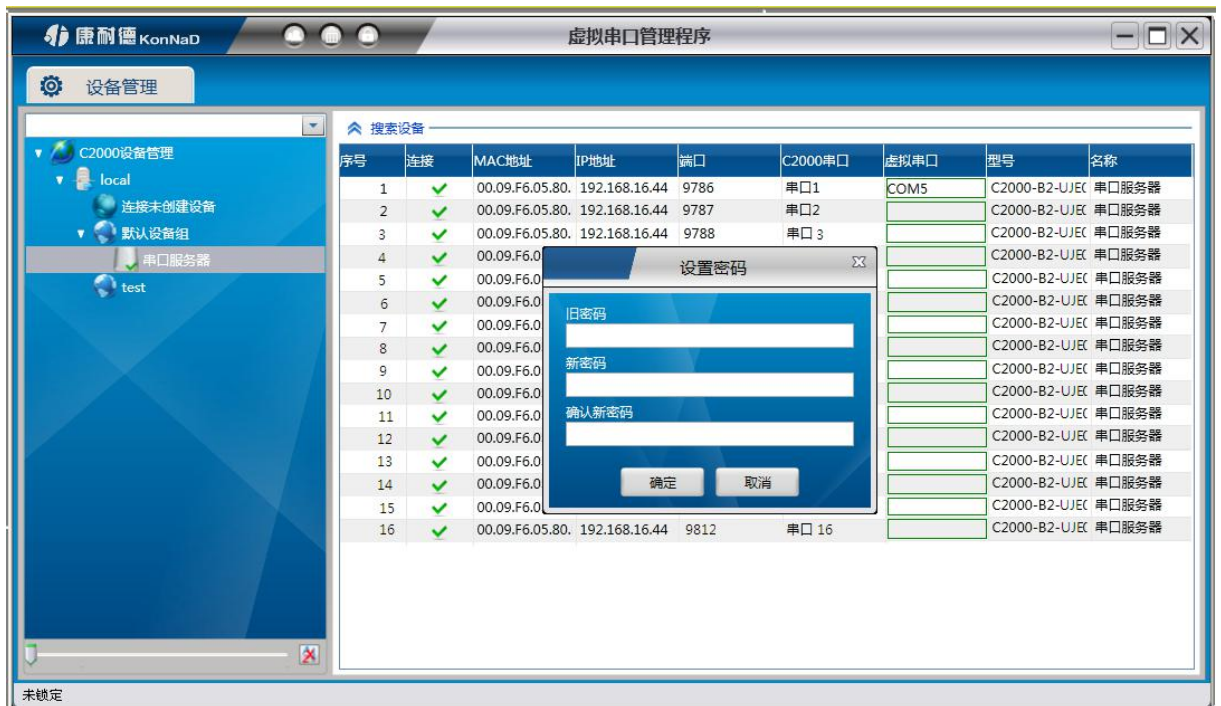 康耐德 KonNaD
虚拟串口管理程序
设备管理
C2000设备管理
local
连接未创建设备
默认设备组
串口服务器
test
搜索设备
序号 连接 MAC地址 IP地址 端口 C2000串口 虚拟串口 型号 名称
1 00.09.F6.05.80. 192.168.16.44 9786 串口1 COM5 C2000-B2-UJE( 串口服务器
2 00.09.F6.05.80. 192.168.16.44 9787 串口2 C2000-B2-UJE( 串口服务器
3 00.09.F6.05.80. 192.168.16.44 9788 串口 3 C2000-B2-UJE( 串口服务器
4 00.09.F6.0 C2000-B2-UJE( 串口服务器
5 00.09.F6.0 C2000-B2-UJE( 串口服务器
6 00.09.F6.0 C2000-B2-UJE( 串口服务器
7 00.09.F6.0 C2000-B2-UJE( 串口服务器
8 00.09.F6.0 C2000-B2-UJE( 串口服务器
9 00.09.F6.0 C2000-B2-UJE( 串口服务器
10 00.09.F6.0 C2000-B2-UJE( 串口服务器
11 00.09.F6.0 C2000-B2-UJE( 串口服务器
12 00.09.F6.0 C2000-B2-UJE( 串口服务器
13 00.09.F6.0 C2000-B2-UJE( 串口服务器
14 00.09.F6.0 C2000-B2-UJE( 串口服务器
15 00.09.F6.0 C2000-B2-UJE( 串口服务器
16 00.09.F6.05.80. 192.168.16.44 9812 串口 16 C2000-B2-UJE( 串口服务器
设置密码
旧密码
新密码
确认新密码
确定 取消
未锁定